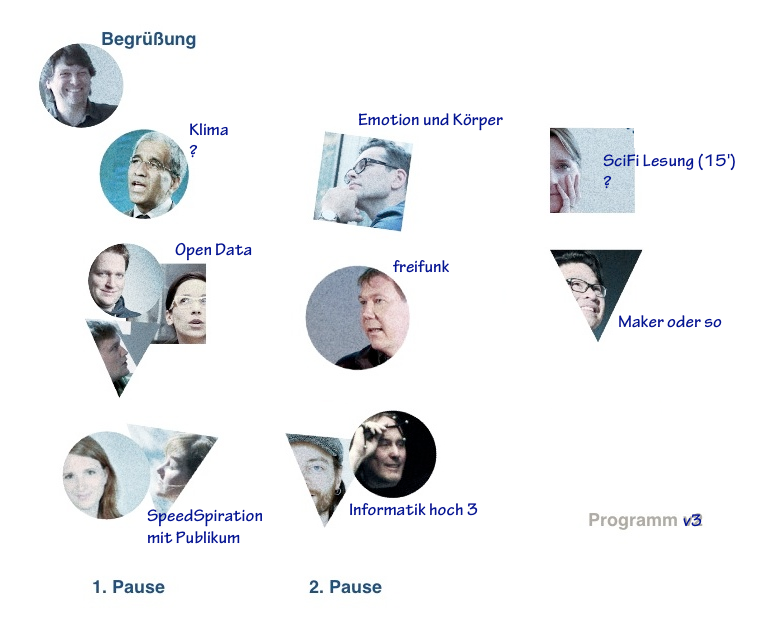 Begrüßung
Klima
?
Open Data
SpeedSpiration
mit Publikum
1. Pause
Emotion und Körper
freifunk
Informatik hoch 3
2. Pause
SciFi Lesung (15')
?
Maker oder so
Programm v3